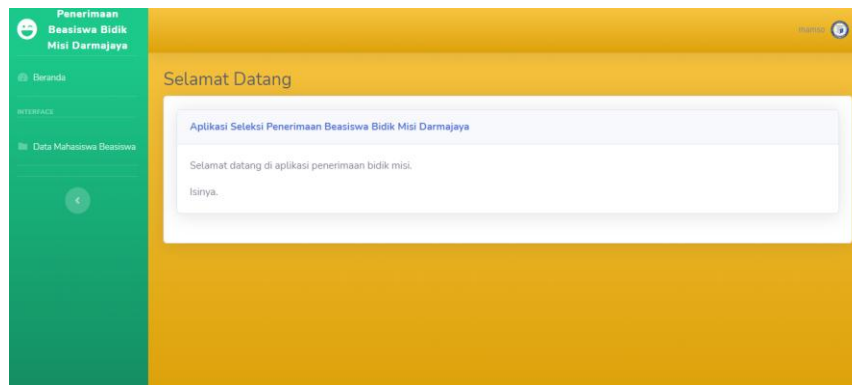 Penerimaan
Beasiswa Bidik
Misi Darmajaya
Beranda
INTERFACE
Data Mahasiswa Beasiswa
Selamat Datang
Aplikasi Seleksi Penerimaan Beasiswa Bidik Misi Darmajaya
Selamat datang di aplikasi penerimaan bidik misi.
Isinya.